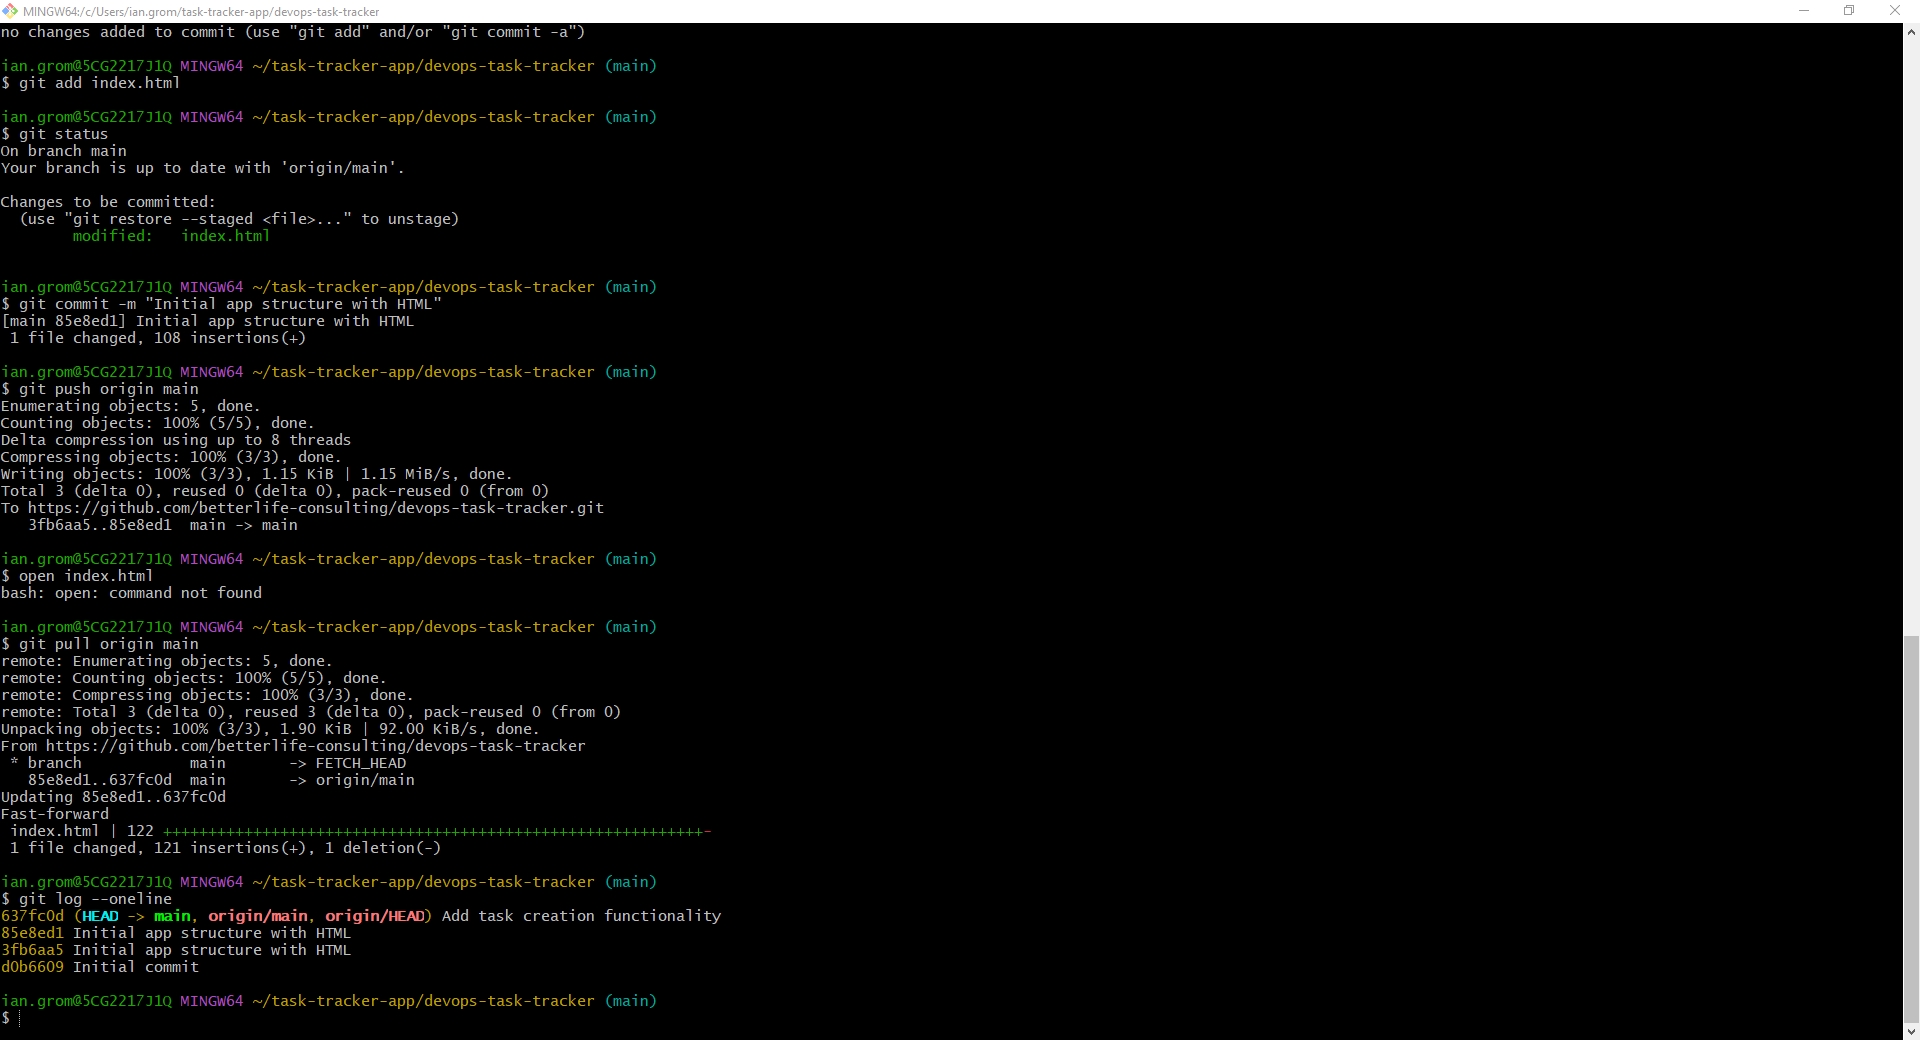 MINGW64:/c/Users/ian.grom/task-tracker-app/devops-task-tracker
no changes added to commit (use "git add" and/or "git commit -a")
ian.grom@5CG2217J1Q MINGW64 ~/task-tracker-app/devops-task-tracker (main)
$ git add index.html
ian.grom@5CG2217J1Q MINGW64 ~/task-tracker-app/devops-task-tracker (main)
$ git status
On branch main
Your branch is up to date with 'origin/main'.
Changes to be committed:
  (use "git restore --staged <file>..." to unstage)
        modified:   index.html
ian.grom@5CG2217J1Q MINGW64 ~/task-tracker-app/devops-task-tracker (main)
$ git commit -m "Initial app structure with HTML"
[main 85e8ed1] Initial app structure with HTML
 1 file changed, 108 insertions(+)
ian.grom@5CG2217J1Q MINGW64 ~/task-tracker-app/devops-task-tracker (main)
$ git push origin main
Enumerating objects: 5, done.
Counting objects: 100% (5/5), done.
Delta compression using up to 8 threads
Compressing objects: 100% (3/3), done.
Writing objects: 100% (3/3), 1.15 KiB | 1.15 MiB/s, done.
Total 3 (delta 0), reused 0 (delta 0), pack-reused 0 (from 0)
To https://github.com/betterlife-consulting/devops-task-tracker.git
   3fb6aa5..85e8ed1  main -> main
ian.grom@5CG2217J1Q MINGW64 ~/task-tracker-app/devops-task-tracker (main)
$ open index.html
bash: open: command not found
ian.grom@5CG2217J1Q MINGW64 ~/task-tracker-app/devops-task-tracker (main)
$ git pull origin main
remote: Enumerating objects: 5, done.
remote: Counting objects: 100% (5/5), done.
remote: Compressing objects: 100% (3/3), done.
remote: Total 3 (delta 0), reused 3 (delta 0), pack-reused 0 (from 0)
Unpacking objects: 100% (3/3), 1.90 KiB | 92.00 KiB/s, done.
From https://github.com/betterlife-consulting/devops-task-tracker
 * branch            main       -> FETCH_HEAD
   85e8ed1..637fc0d  main       -> origin/main
Updating 85e8ed1..637fc0d
Fast-forward
 index.html | 122 ++++++++++++++++++++++++++++++++++++++++++++++++++++++++++++-
 1 file changed, 121 insertions(+), 1 deletion(-)
ian.grom@5CG2217J1Q MINGW64 ~/task-tracker-app/devops-task-tracker (main)
$ git log --oneline
637fc0d (HEAD -> main, origin/main, origin/HEAD) Add task creation functionality
85e8ed1 Initial app structure with HTML
3fb6aa5 Initial app structure with HTML
d0b6609 Initial commit
ian.grom@5CG2217J1Q MINGW64 ~/task-tracker-app/devops-task-tracker (main)
$